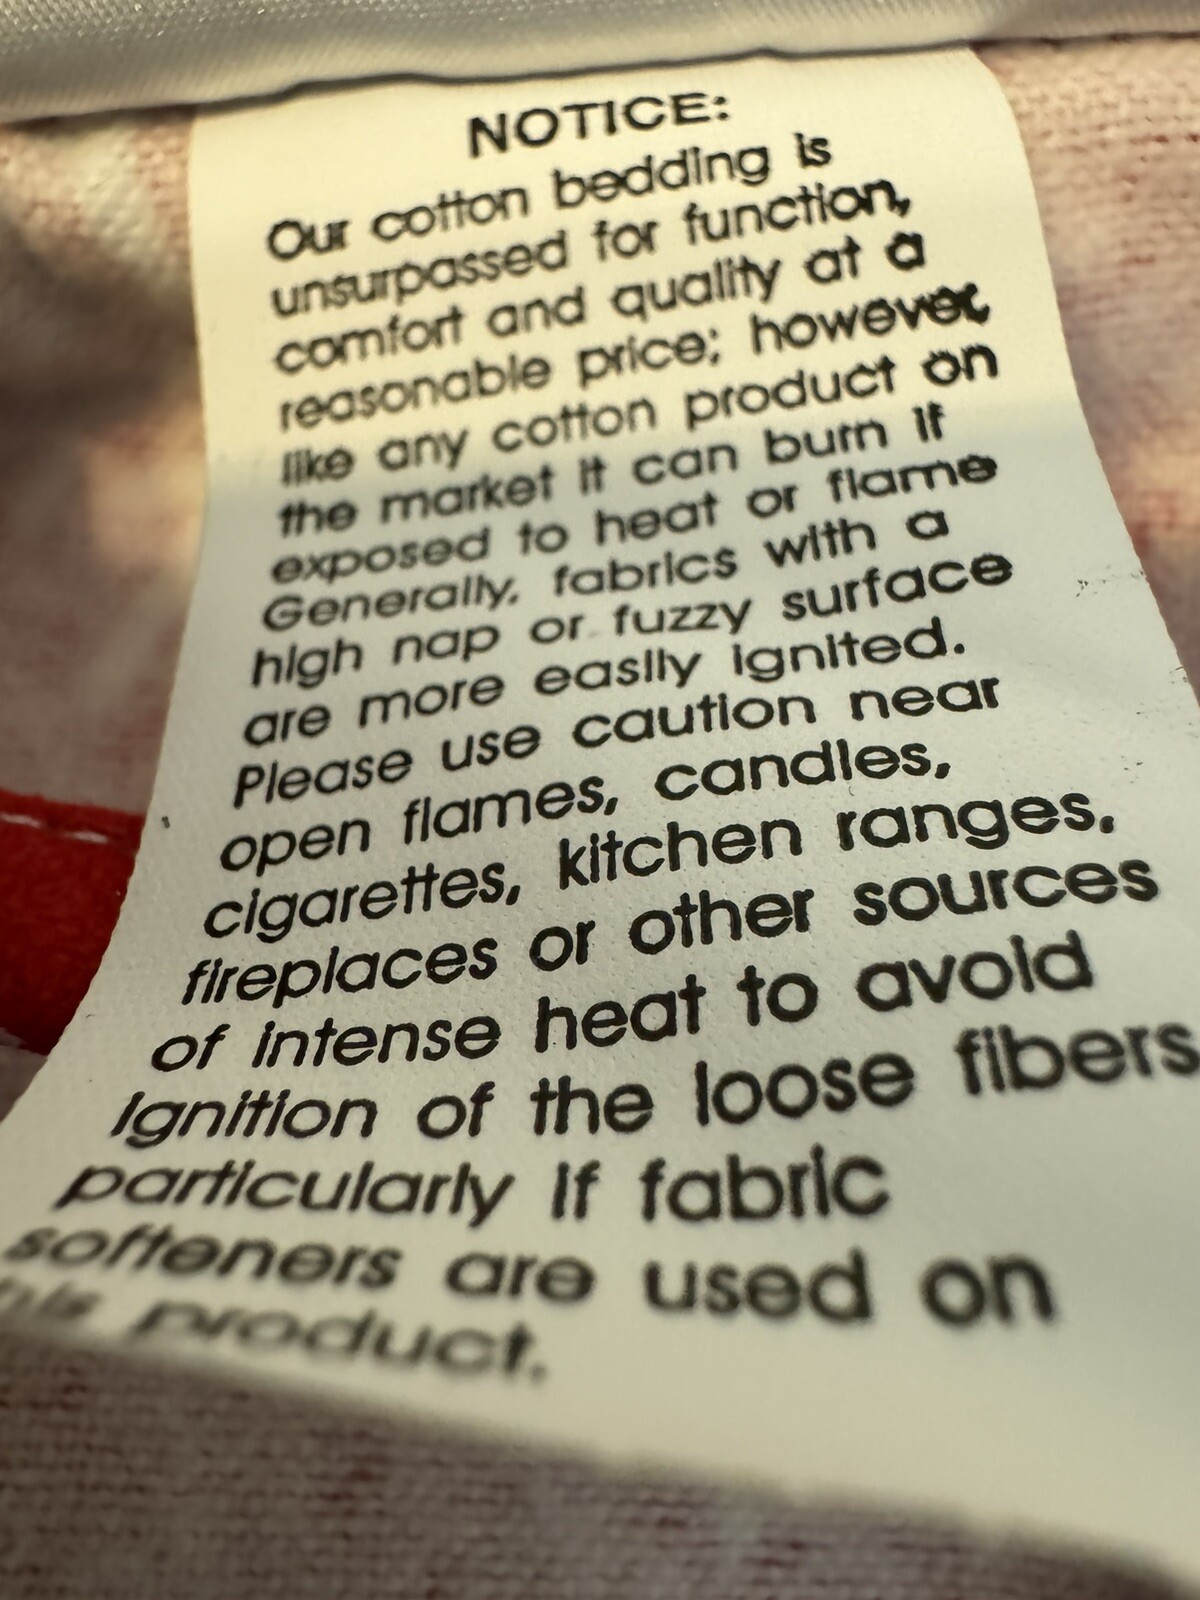 NOTICE:
Our cotton bedding is
unsurpassed for function,
comfort and quality at a
reasonable price; however
like any cotton product on
the market it can burn if
exposed to heat or flame
Generally, fabrics with a
high nap or fuzzy surface
are more easily ignited.
Please use caution near
open flames, candles,
cigarettes, kitchen ranges,
fireplaces or other sources
of intense heat to avoid
ignition of the loose fibers
particularly if fabric
softeners are used on
this product.